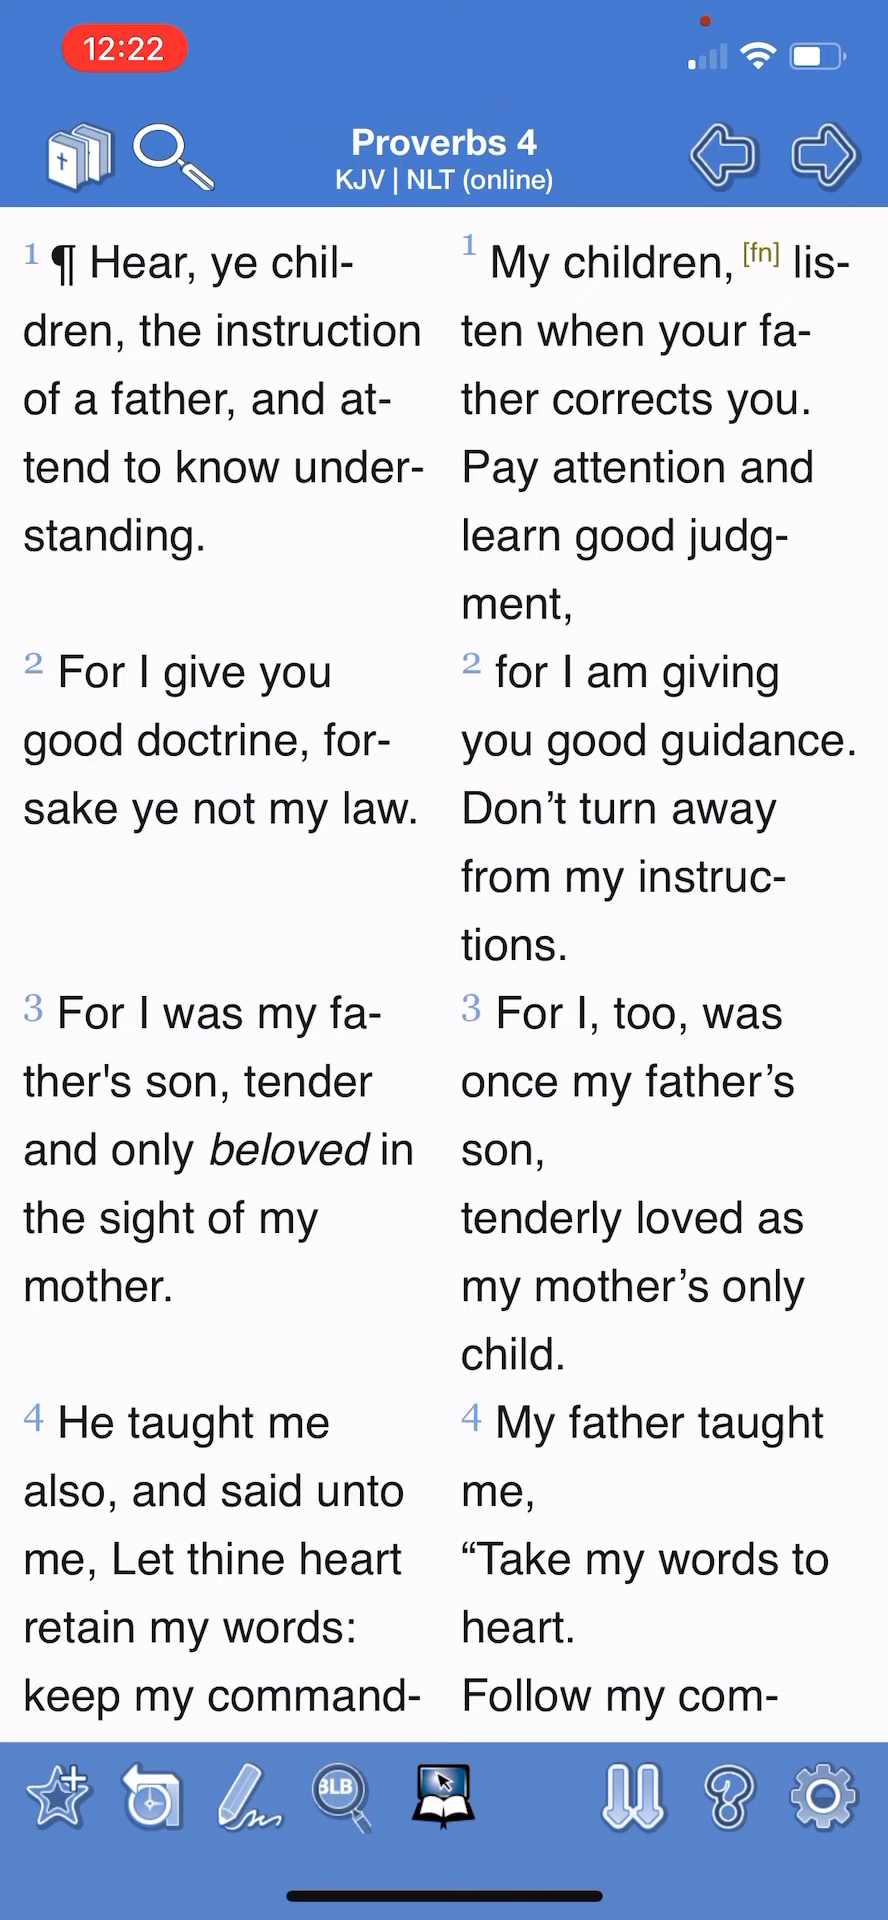 12:22
Proverbs 4
KJV | NLT (online)
1 ¶ Hear, ye chil-
dren, the instruction
of a father, and at-
tend to know under-
standing.
2 For I give you
good doctrine, for-
sake ye not my law.
3 For I was my fa-
ther's son, tender
and only beloved in
the sight of my
mother.
4 He taught me
also, and said unto
me, Let thine heart
retain my words:
keep my command-
1 My children, [fn] lis-
ten when your fa-
ther corrects you.
Pay attention and
learn good judg-
ment,
2 for I am giving
you good guidance.
Don’t turn away
from my instruc-
tions.
3 For I, too, was
once my father’s
son,
tenderly loved as
my mother’s only
child.
4 My father taught
me,
“Take my words to
heart.
Follow my com-
BLB